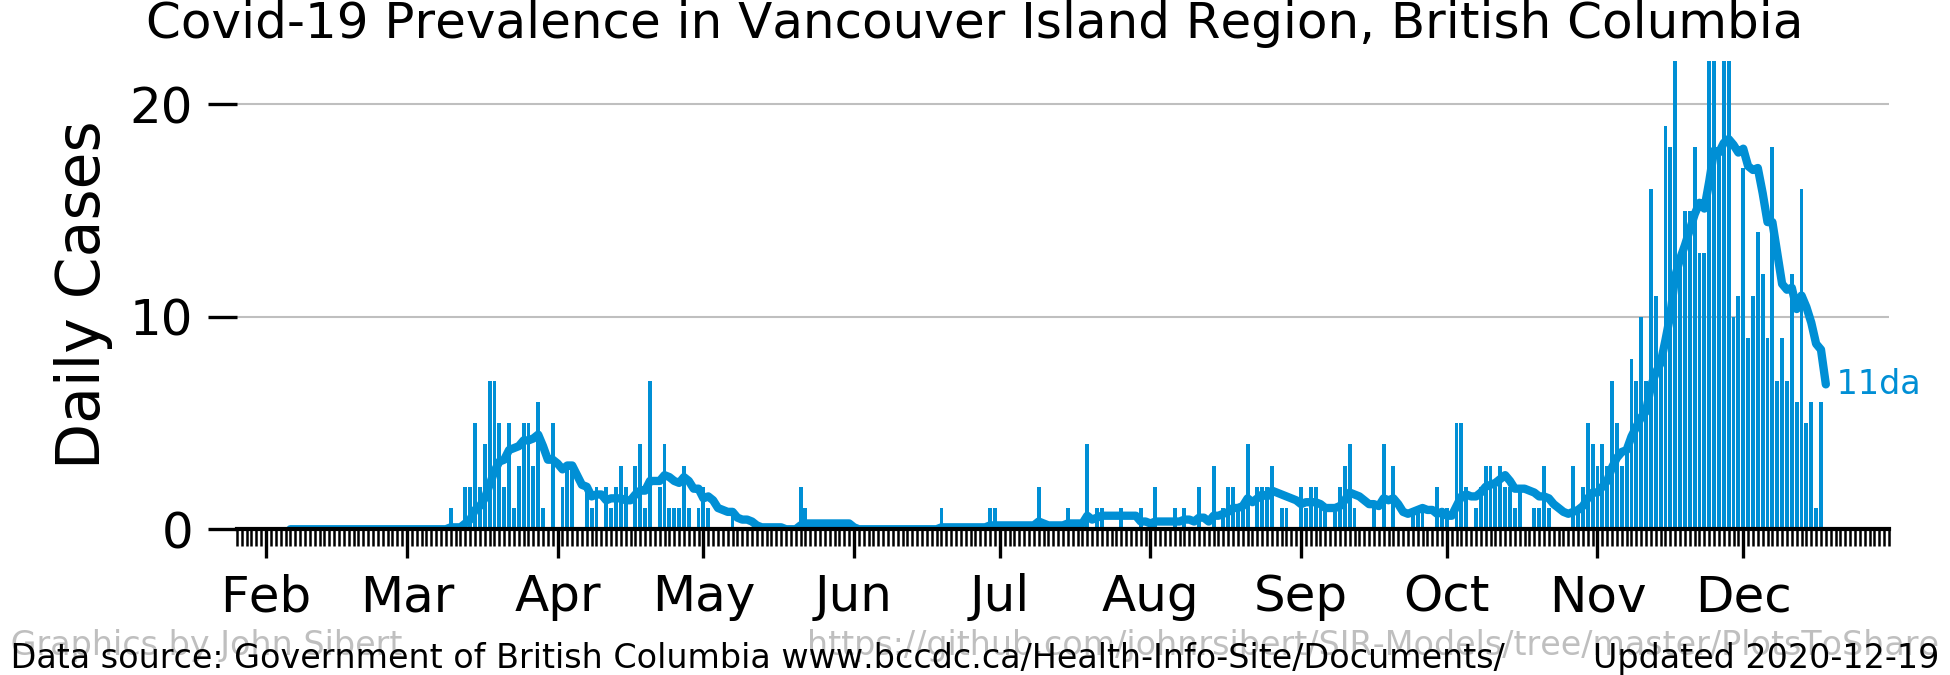 Covid-19 Prevalence in Vancouver Island Region, British Columbia
Daily Cases
20
10
0
11da
Feb Mar Apr May Jun Jul Aug Sep Oct Nov Dec
Graphics by John Sibert https://github.com/johnrsibert/SIR-Models/tree/master/PlotsToShare
Data source: Government of British Columbia www.bccdc.ca/Health-Info-Site/Documents/ Updated 2020-12-19